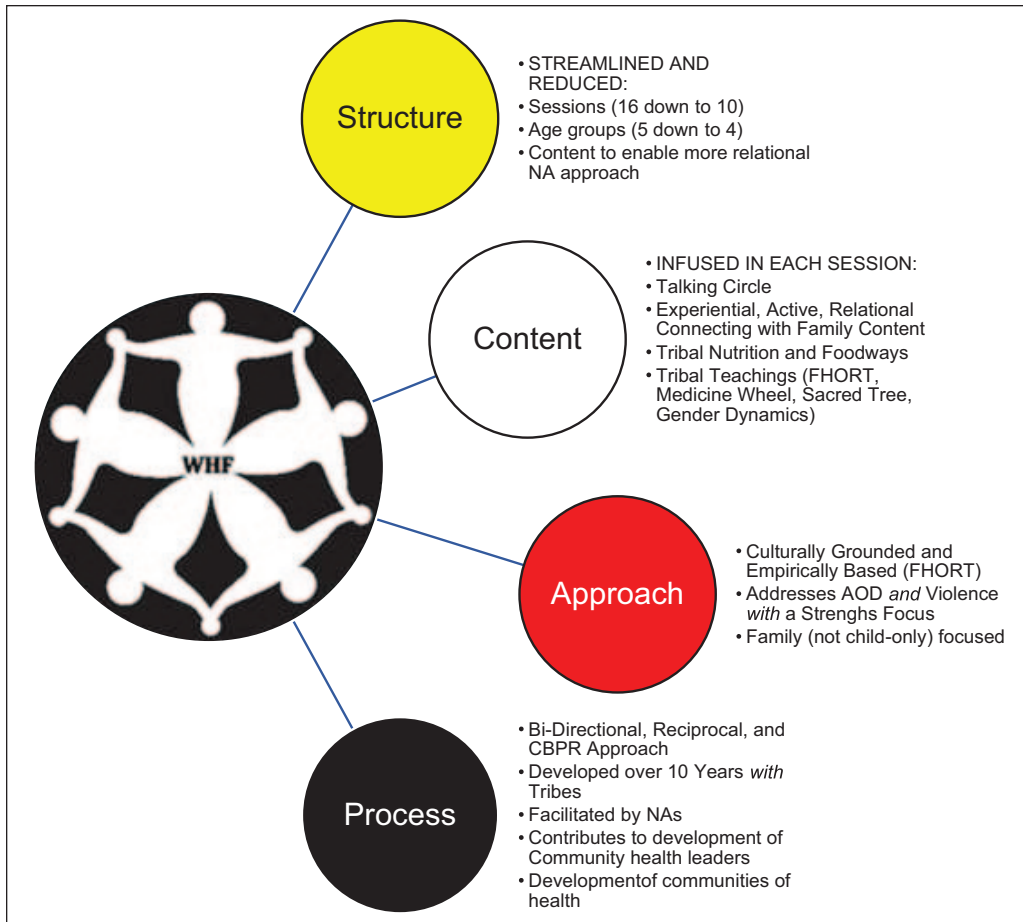 Structure
• STREAMLINED AND
REDUCED:
• Sessions (16 down to 10)
• Age groups (5 down to 4)
• Content to enable more relational
NA approach
Content
• INFUSED IN EACH SESSION:
• Talking Circle
• Experiential, Active, Relational
Connecting with Family Content
• Tribal Nutrition and Foodways
• Tribal Teachings (FHORT,
Medicine Wheel, Sacred Tree,
Gender Dynamics)
WHF
Approach
• Culturally Grounded and
Empirically Based (FHORT)
• Addresses AOD and Violence
with a Strenghs Focus
• Family (not child-only) focused
Process
• Bi-Directional, Reciprocal, and
CBPR Approach
• Developed over 10 Years with
Tribes
• Facilitated by NAs
• Contributes to development of
Community health leaders
• Developmentof communities of
health